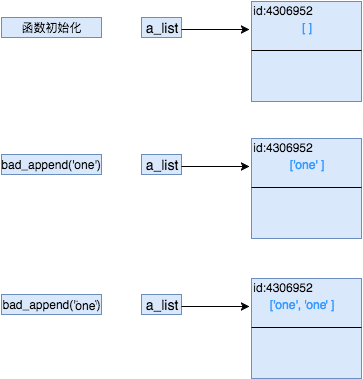 函数初始化
a_list
id:4306952
[ ]
bad_append('one')
a_list
id:4306952
['one' ]
bad_append('one')
a_list
id:4306952
['one', 'one' ]